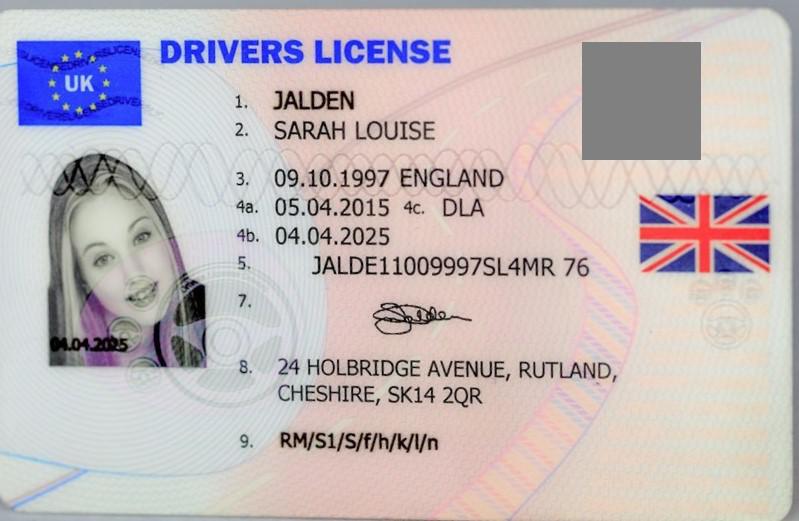 UK
DRIVERS LICENSE
1. JALDEN
2. SARAH LOUISE
3. 09.10.1997 ENGLAND
4a. 05.04.2015 4c. DLA
4b. 04.04.2025
5. JALDE11009997SL4MR 76
7. Jalden
04.04.2025
8. 24 HOLBRIDGE AVENUE, RUTLAND,
CHESHIRE, SK14 2QR
9. RM/S1/S/f/h/k/l/n